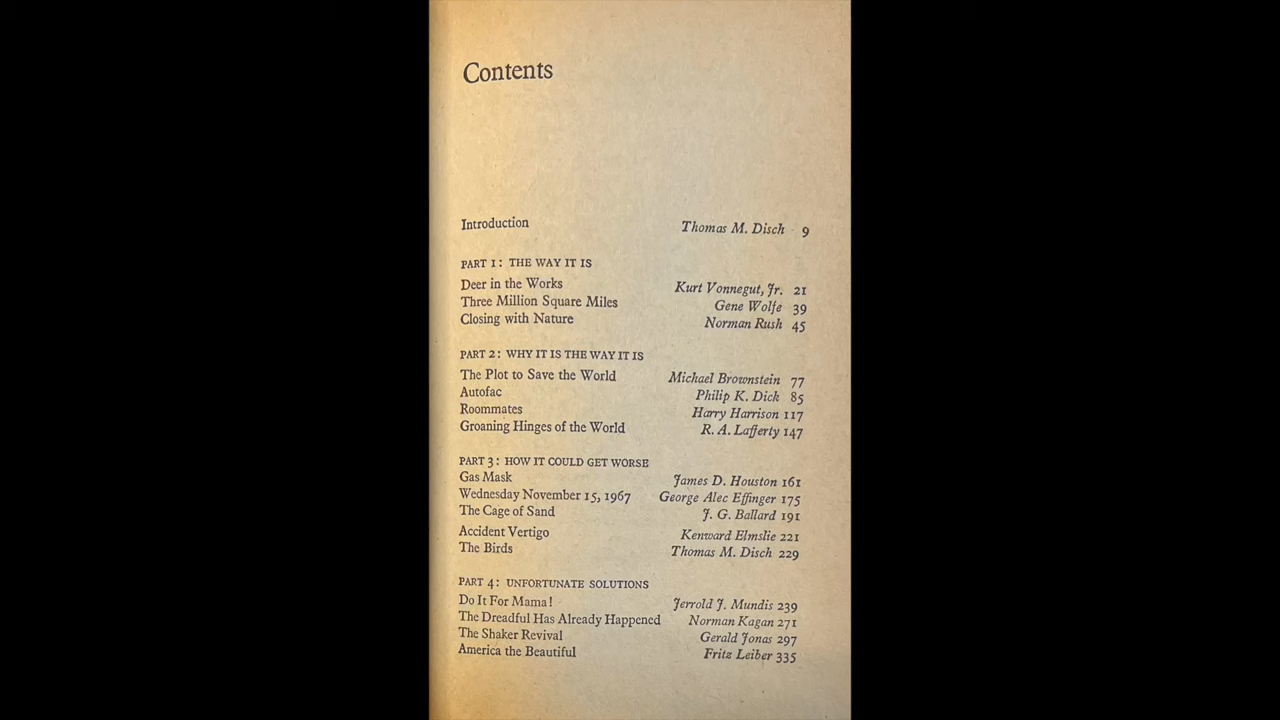 Contents
Introduction Thomas M. Disch 9
PART 1: THE WAY IT IS
Deer in the Works Kurt Vonnegut, Jr. 21
Three Million Square Miles Gene Wolfe 39
Closing with Nature Norman Rush 45
PART 2: WHY IT IS THE WAY IT IS
The Plot to Save the World Michael Brownstein 77
Autofac Philip K. Dick 85
Roommates Harry Harrison 117
Groaning Hinges of the World R. A. Lafferty 147
PART 3: HOW IT COULD GET WORSE
Gas Mask James D. Houston 161
Wednesday November 15, 1967 George Alec Effinger 175
The Cage of Sand J. G. Ballard 191
Accident Vertigo Kenward Elmslie 221
The Birds Thomas M. Disch 229
PART 4: UNFORTUNATE SOLUTIONS
Do It For Mama! Jerrold J. Mundis 239
The Dreadful Has Already Happened Norman Kagan 271
The Shaker Revival Gerald Jonas 297
America the Beautiful Fritz Leiber 335